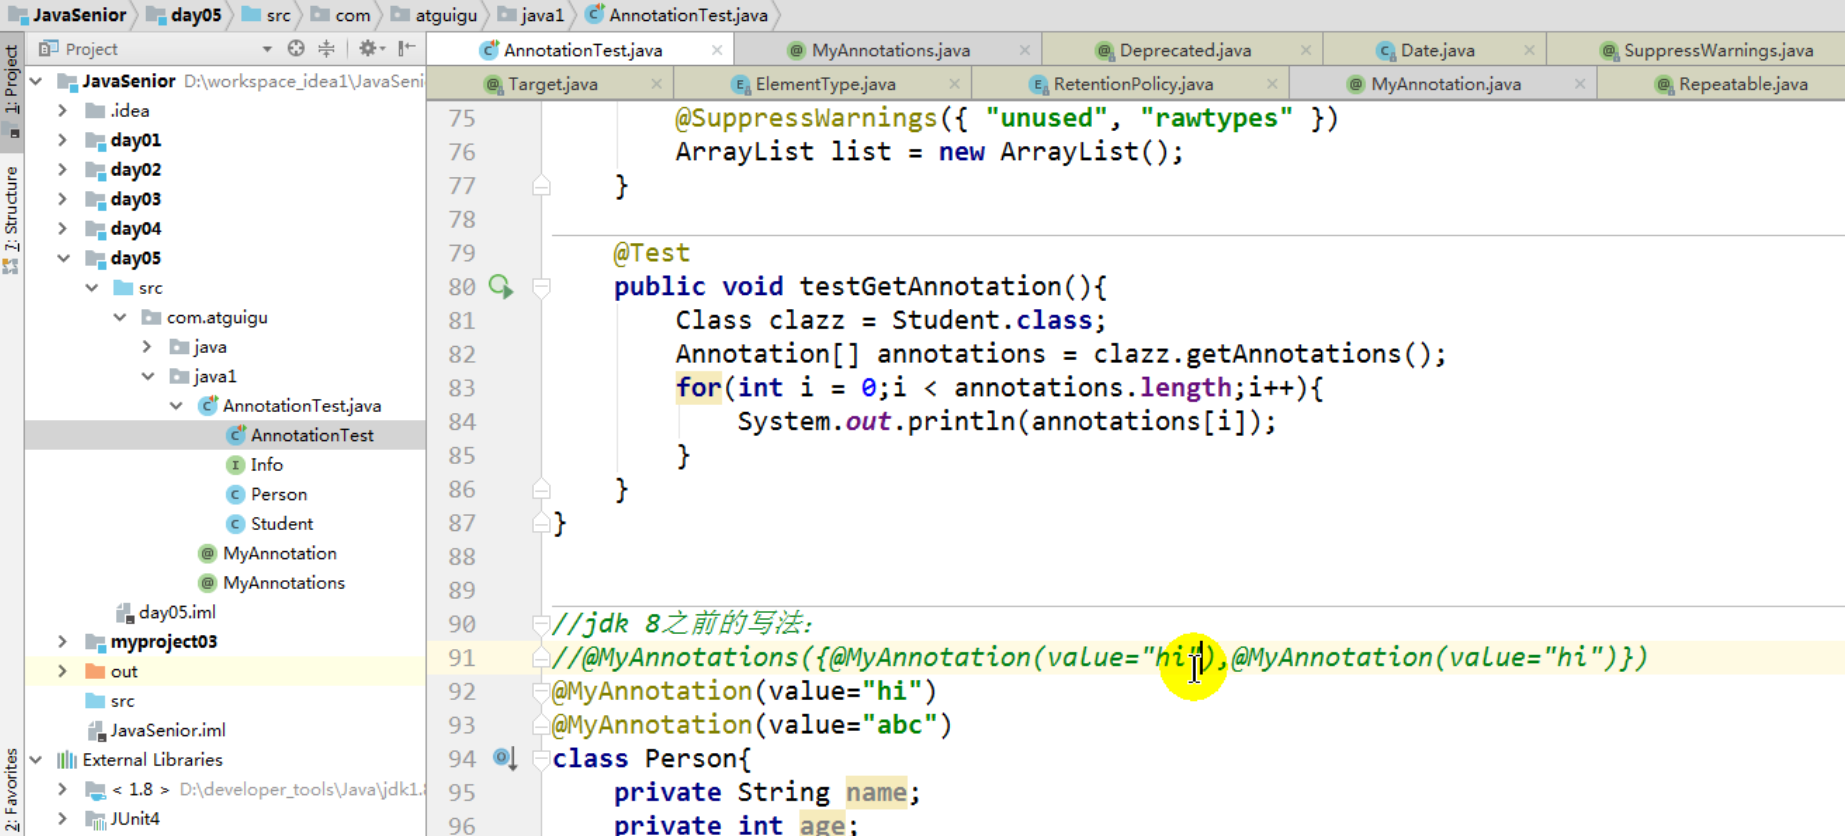 JavaSenior day05 src com atguigu java1 AnnotationTest.java
1: Project
7: Structure
2: Favorites
Project
JavaSenior D:\workspace_idea1\JavaSeni
.idea
day01
day02
day03
day04
day05
src
com.atguigu
java
java1
AnnotationTest.java
AnnotationTest
Info
Person
Student
MyAnnotation
MyAnnotations
day05.iml
myproject03
out
src
JavaSenior.iml
External Libraries
< 1.8 > D:\developer_tools\Java\jdk1.8
JUnit4
AnnotationTest.java MyAnnotations.java Deprecated.java Date.java SuppressWarnings.java
Target.java ElementType.java RetentionPolicy.java MyAnnotation.java Repeatable.java
75 @SuppressWarnings({ "unused", "rawtypes" })
76 ArrayList list = new ArrayList();
77 }
78
79 @Test
80 public void testGetAnnotation(){
81 Class clazz = Student.class;
82 Annotation[] annotations = clazz.getAnnotations();
83 for(int i = 0;i < annotations.length;i++){
84 System.out.println(annotations[i]);
85 }
86 }
87 }
88
89
90 //jdk 8之前的写法：
91 //@MyAnnotations({@MyAnnotation(value="hi"),@MyAnnotation(value="hi")})
92 @MyAnnotation(value="hi")
93 @MyAnnotation(value="abc")
94 class Person{
95 private String name;
96 private int age;